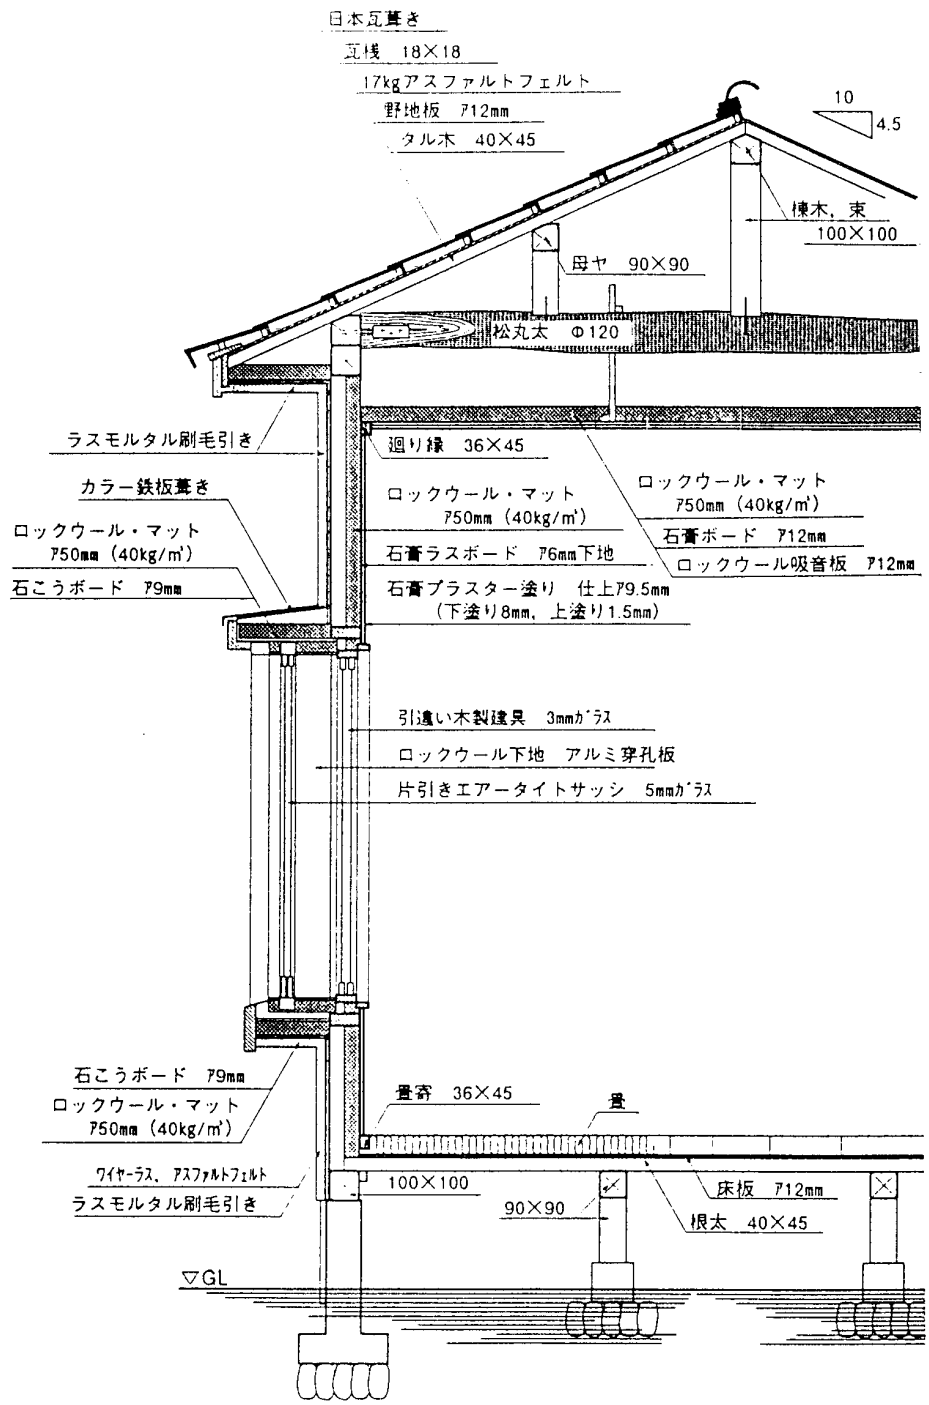 日本瓦葺き
瓦桟 18×18
17kgアスファルトフェルト
野地板 ｱ12mm
タル木 40×45
10
4.5
棟木, 束
100×100
母ヤ 90×90
松丸太 Φ120
ラスモルタル刷毛引き
廻り縁 36×45
カラー鉄板葺き
ロックウール・マット
ｱ50mm (40kg/㎥)
石こうボード ｱ9mm
ロックウール・マット
ｱ50mm (40kg/㎥)
石膏ラスボード ｱ6mm下地
石膏プラスター塗り 仕上ｱ9.5mm
(下塗り8mm, 上塗り1.5mm)
ロックウール・マット
ｱ50mm (40kg/㎥)
石膏ボード ｱ12mm
ロックウール吸音板 ｱ12mm
引違い木製建具 3mmｶﾞﾗｽ
ロックウール下地 アルミ穿孔板
片引きエアータイトサッシ 5mmｶﾞﾗｽ
石こうボード ｱ9mm
ロックウール・マット
ｱ50mm (40kg/㎥)
ﾜｲﾔｰﾗｽ, ｱｽﾌｧﾙﾄﾌｪﾙﾄ
ラスモルタル刷毛引き
畳寄 36×45
畳
100×100
90×90
床板 ｱ12mm
根太 40×45
▽GL